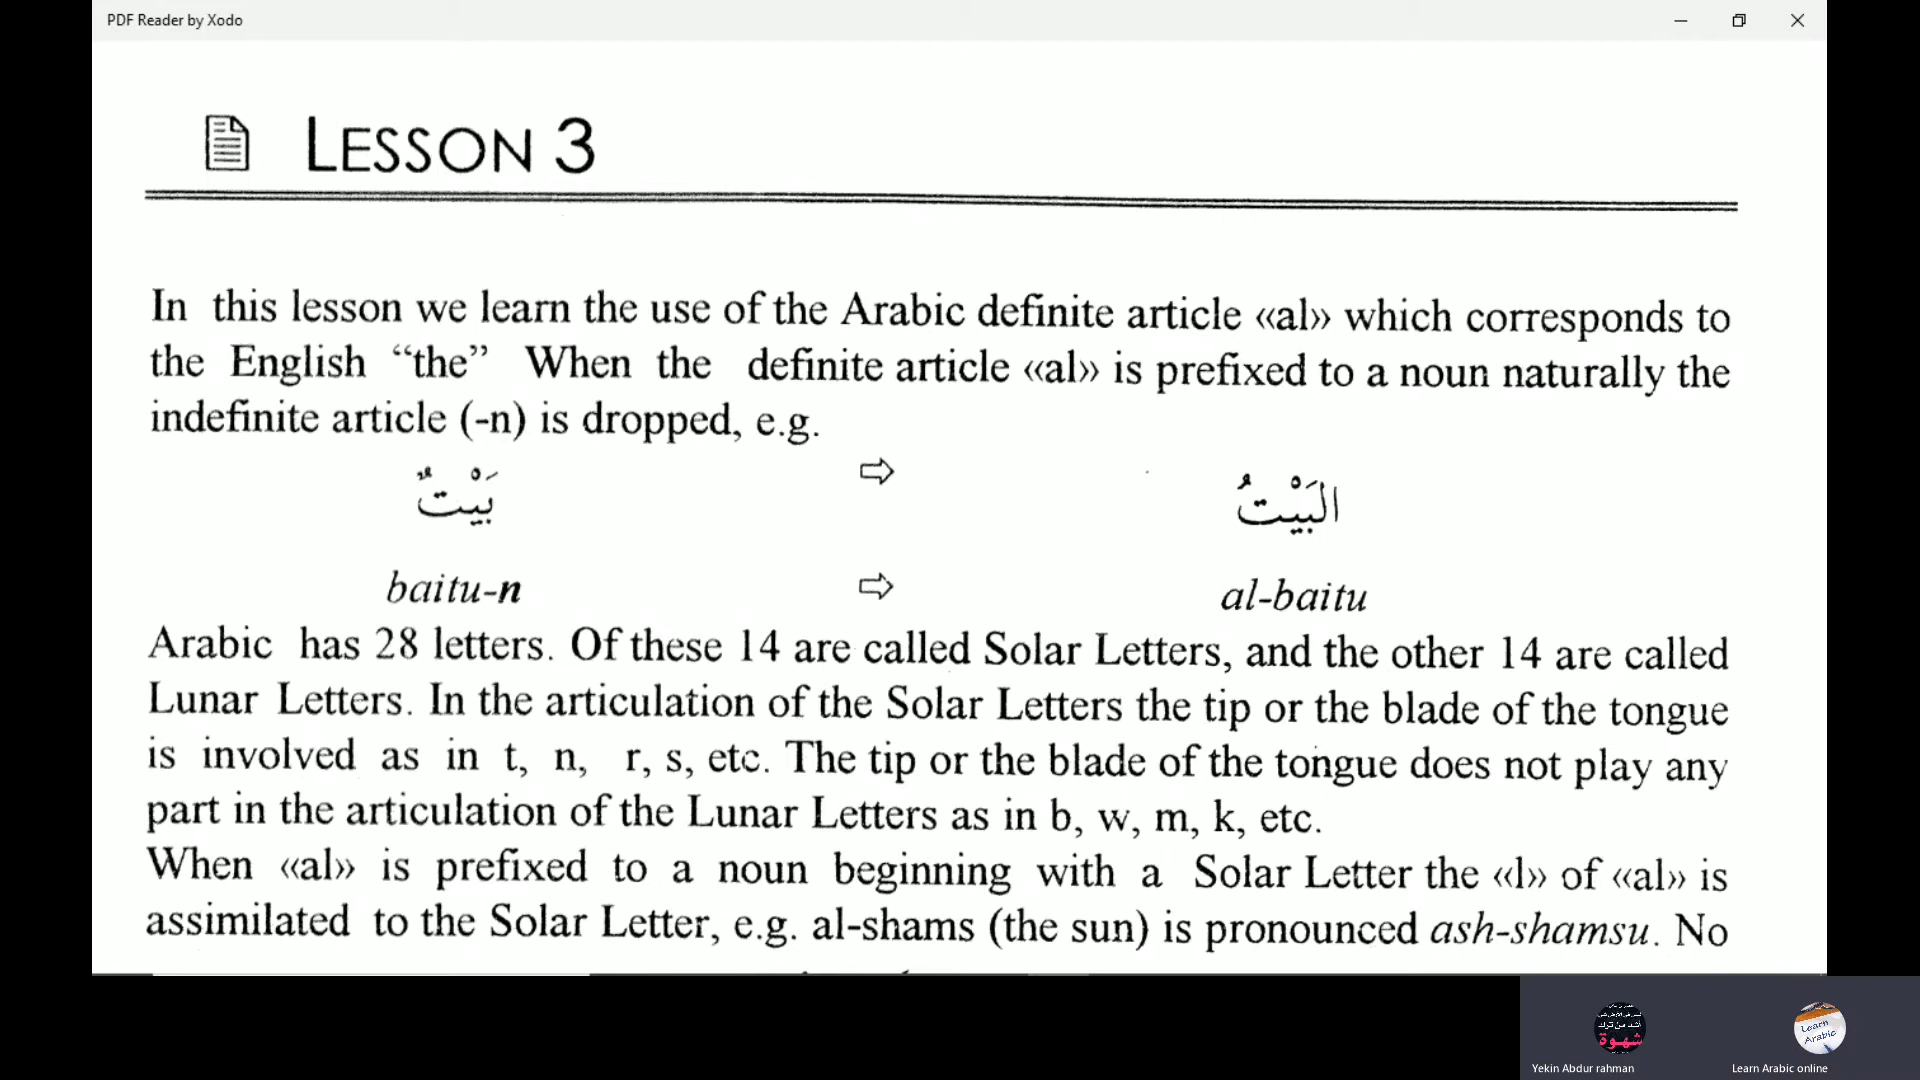 PDF Reader by Xodo
LESSON 3
In this lesson we learn the use of the Arabic definite article «al» which corresponds to
the English “the” When the definite article «al» is prefixed to a noun naturally the
indefinite article (-n) is dropped, e.g.
بَيْتٌ ⇨ البَيْتُ
baitu-n ⇨ al-baitu
Arabic has 28 letters. Of these 14 are called Solar Letters, and the other 14 are called
Lunar Letters. In the articulation of the Solar Letters the tip or the blade of the tongue
is involved as in t, n, r, s, etc. The tip or the blade of the tongue does not play any
part in the articulation of the Lunar Letters as in b, w, m, k, etc.
When «al» is prefixed to a noun beginning with a Solar Letter the «l» of «al» is
assimilated to the Solar Letter, e.g. al-shams (the sun) is pronounced ash-shamsu. No
أشد من ترك
شهوة
Learn
Arabic
Yekin Abdur rahman
Learn Arabic online